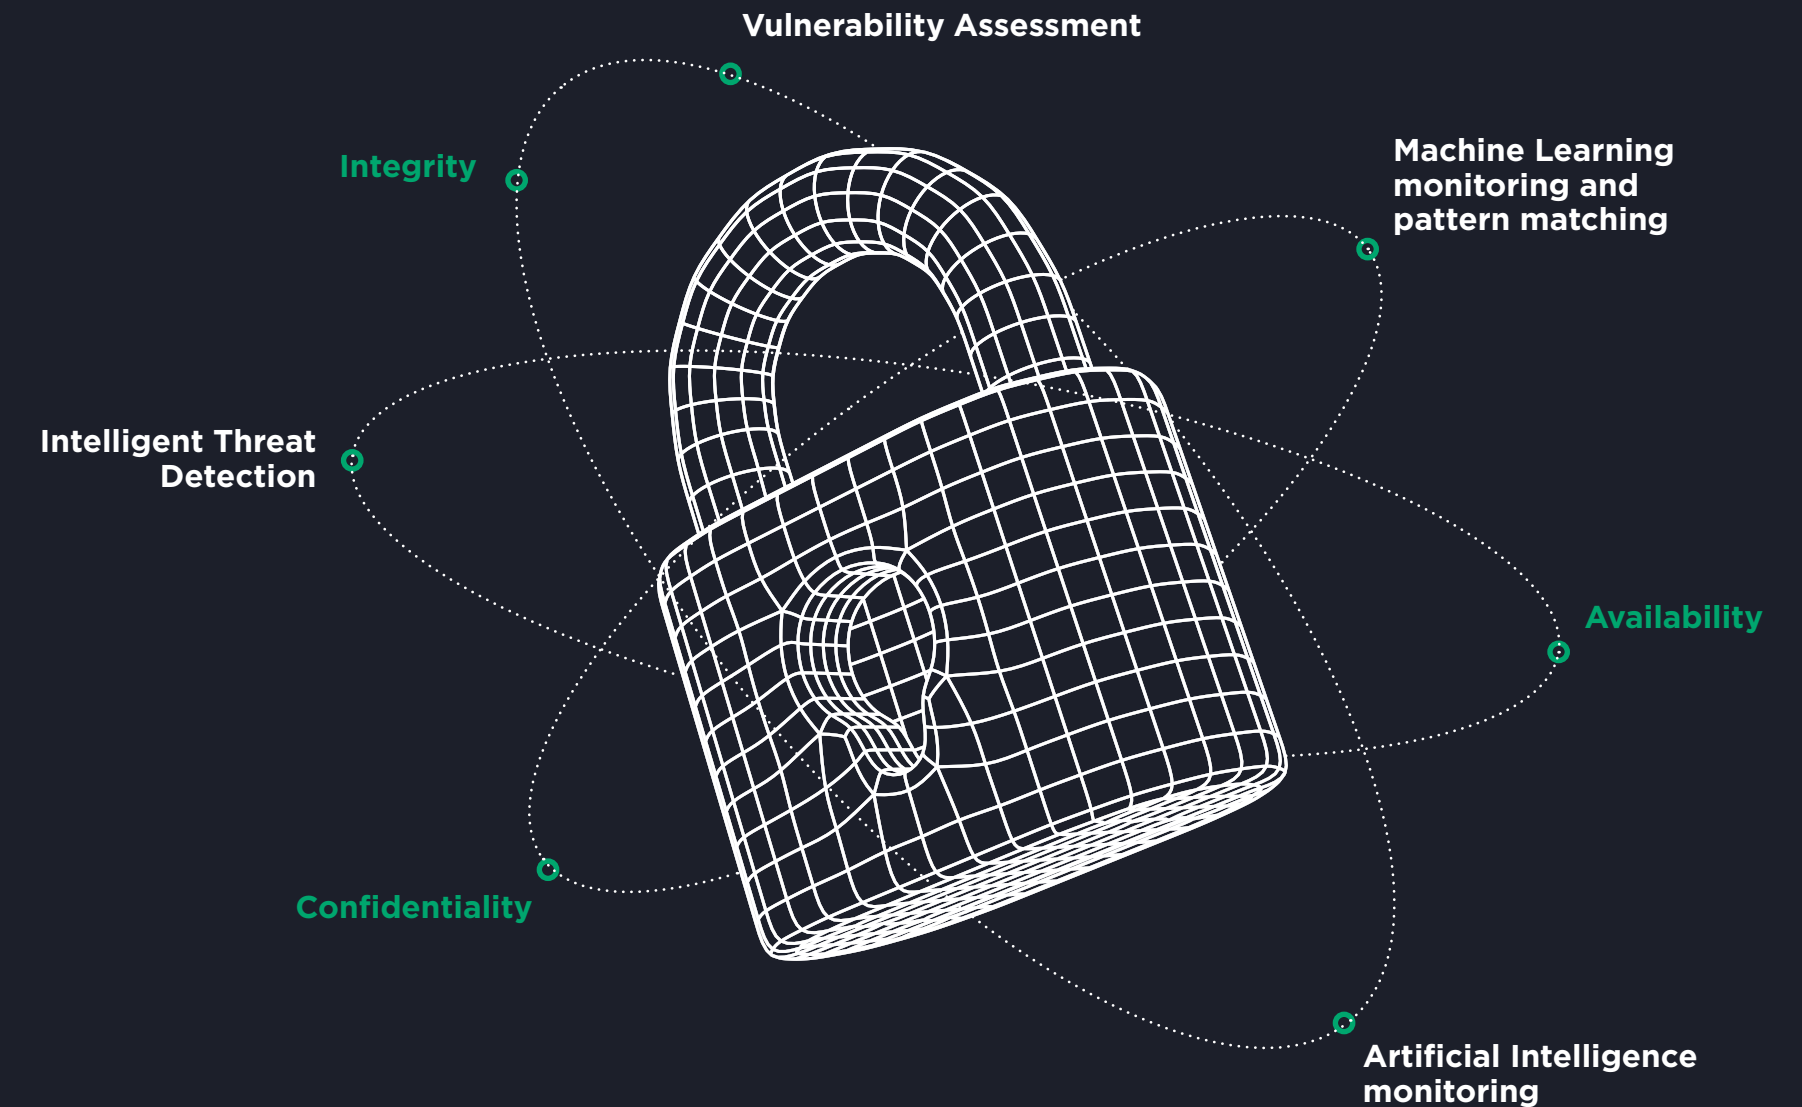 Vulnerability Assessment
Integrity
Machine Learning
monitoring and
pattern matching
Intelligent Threat
Detection
Availability
Confidentiality
Artificial Intelligence
monitoring